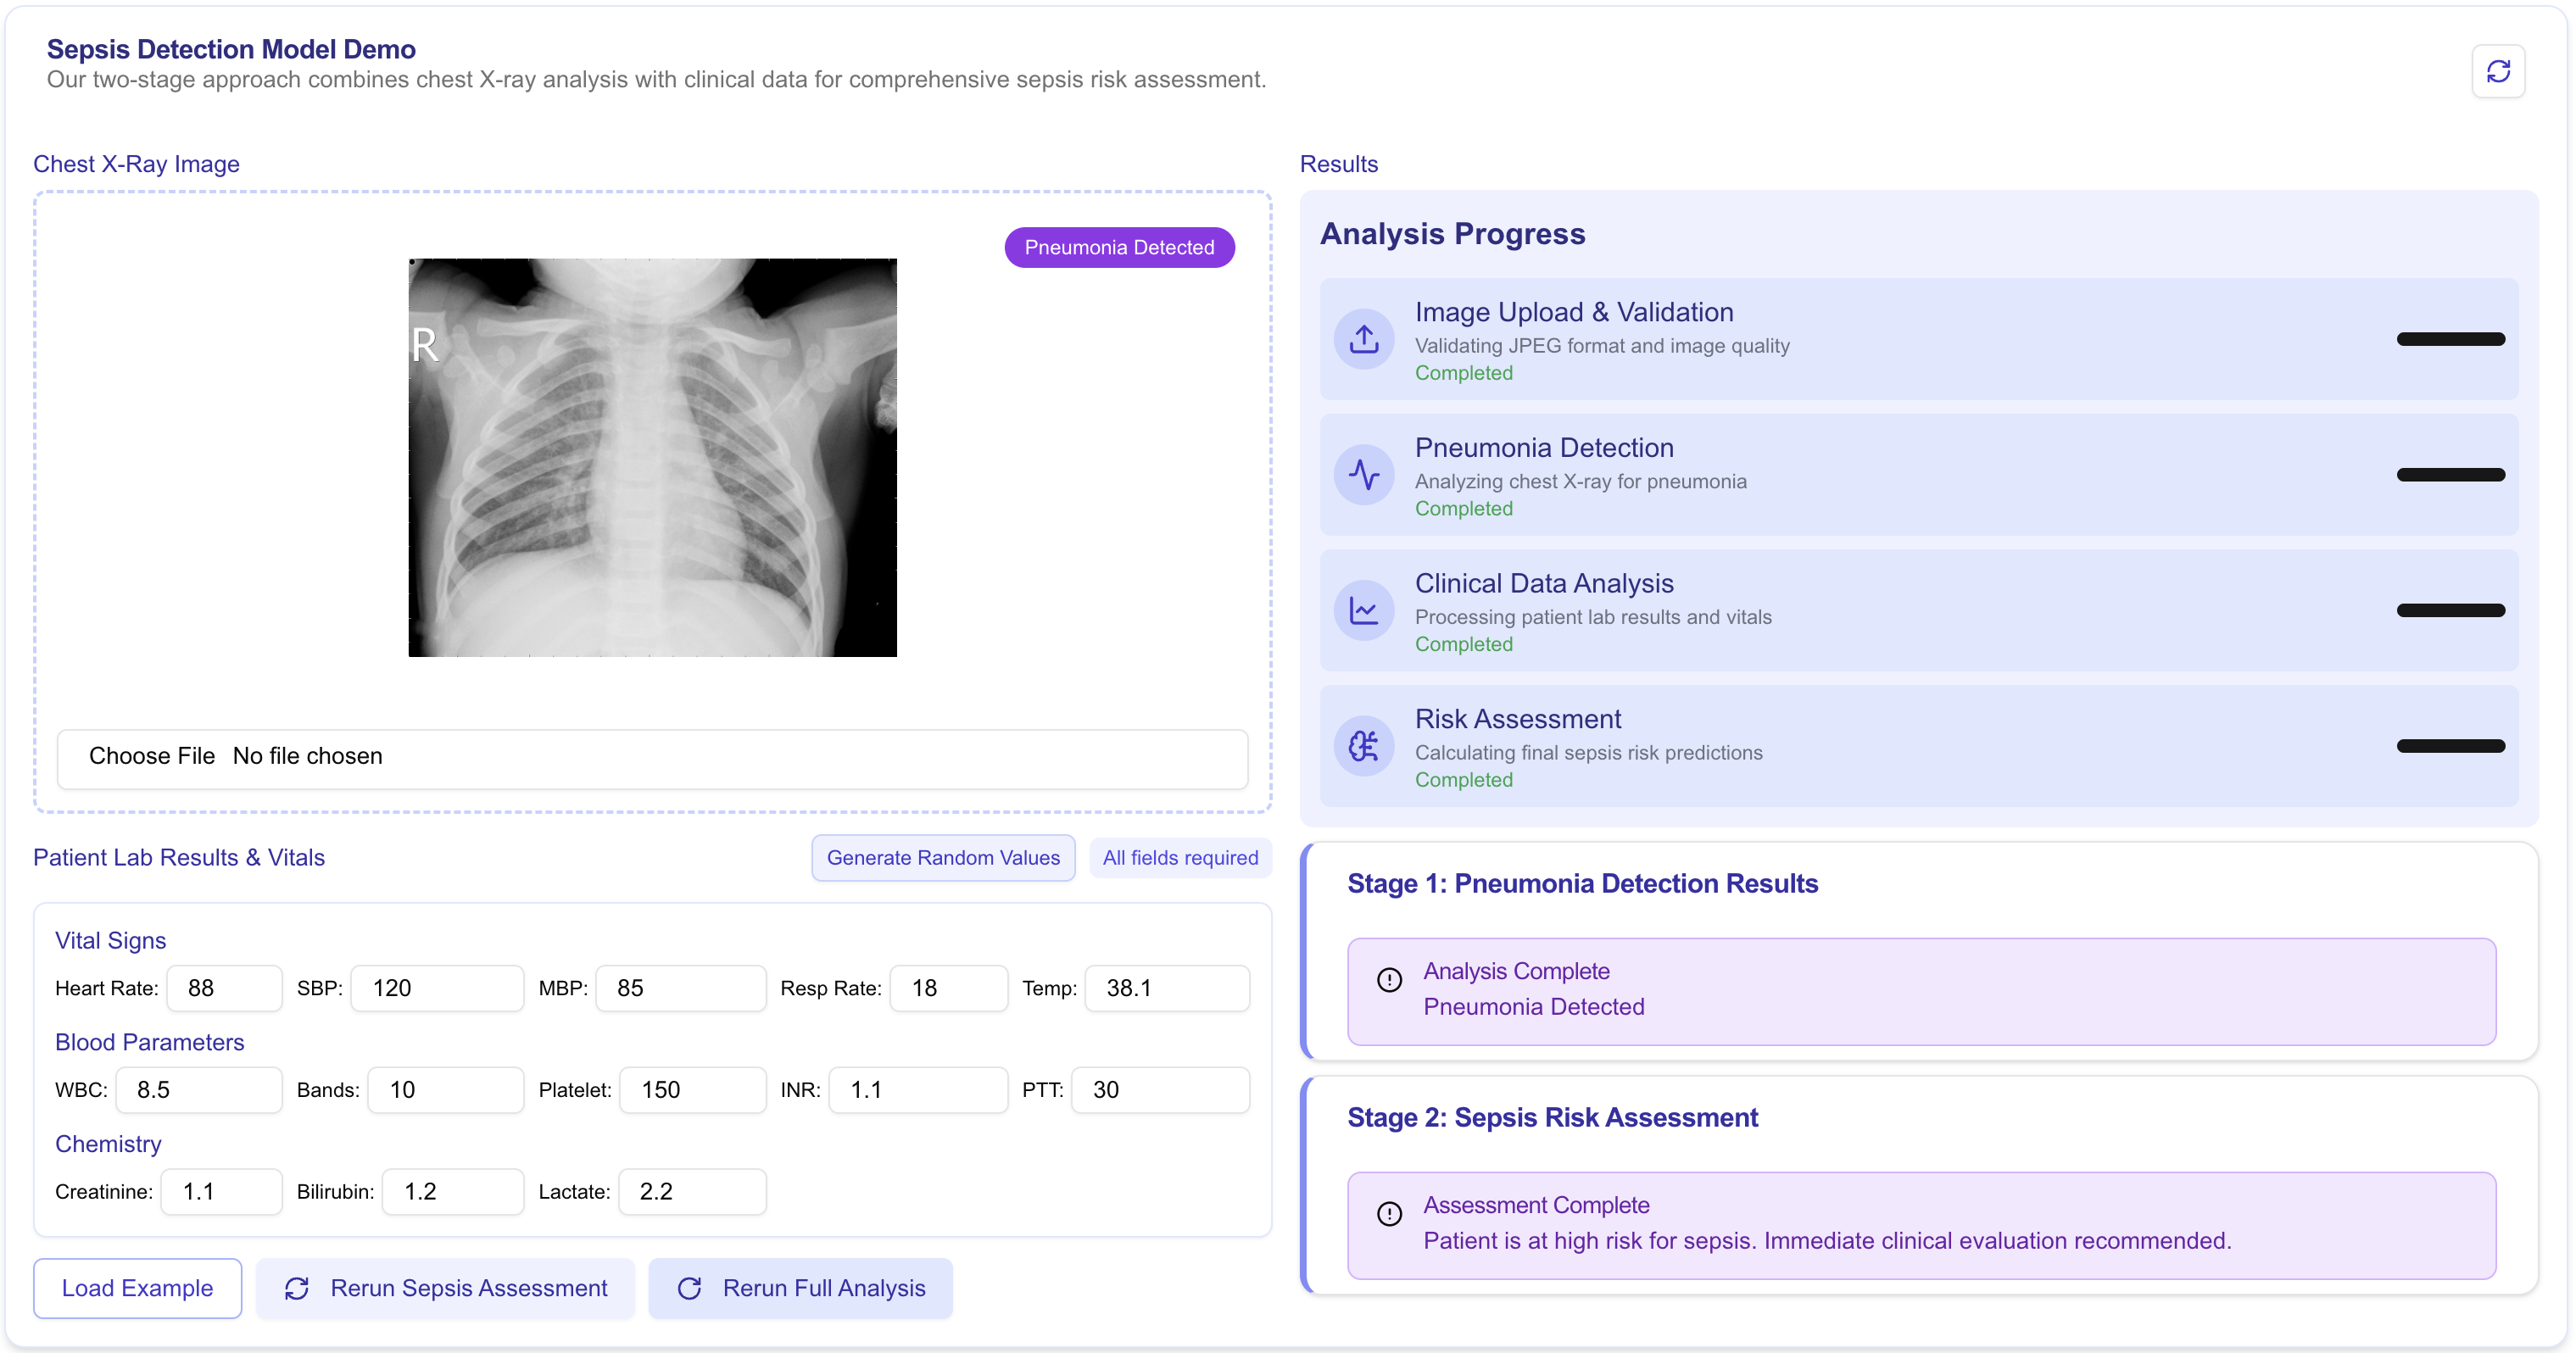 Sepsis Detection Model Demo
Our two-stage approach combines chest X-ray analysis with clinical data for comprehensive sepsis risk assessment.
Chest X-Ray Image
Pneumonia Detected
R
Choose File No file chosen
Patient Lab Results & Vitals
Generate Random Values
All fields required
Vital Signs
Heart Rate: 88 SBP: 120 MBP: 85 Resp Rate: 18 Temp: 38.1
Blood Parameters
WBC: 8.5 Bands: 10 Platelet: 150 INR: 1.1 PTT: 30
Chemistry
Creatinine: 1.1 Bilirubin: 1.2 Lactate: 2.2
Load Example
Rerun Sepsis Assessment
Rerun Full Analysis
Results
Analysis Progress
Image Upload & Validation
Validating JPEG format and image quality
Completed
Pneumonia Detection
Analyzing chest X-ray for pneumonia
Completed
Clinical Data Analysis
Processing patient lab results and vitals
Completed
Risk Assessment
Calculating final sepsis risk predictions
Completed
Stage 1: Pneumonia Detection Results
Analysis Complete
Pneumonia Detected
Stage 2: Sepsis Risk Assessment
Assessment Complete
Patient is at high risk for sepsis. Immediate clinical evaluation recommended.